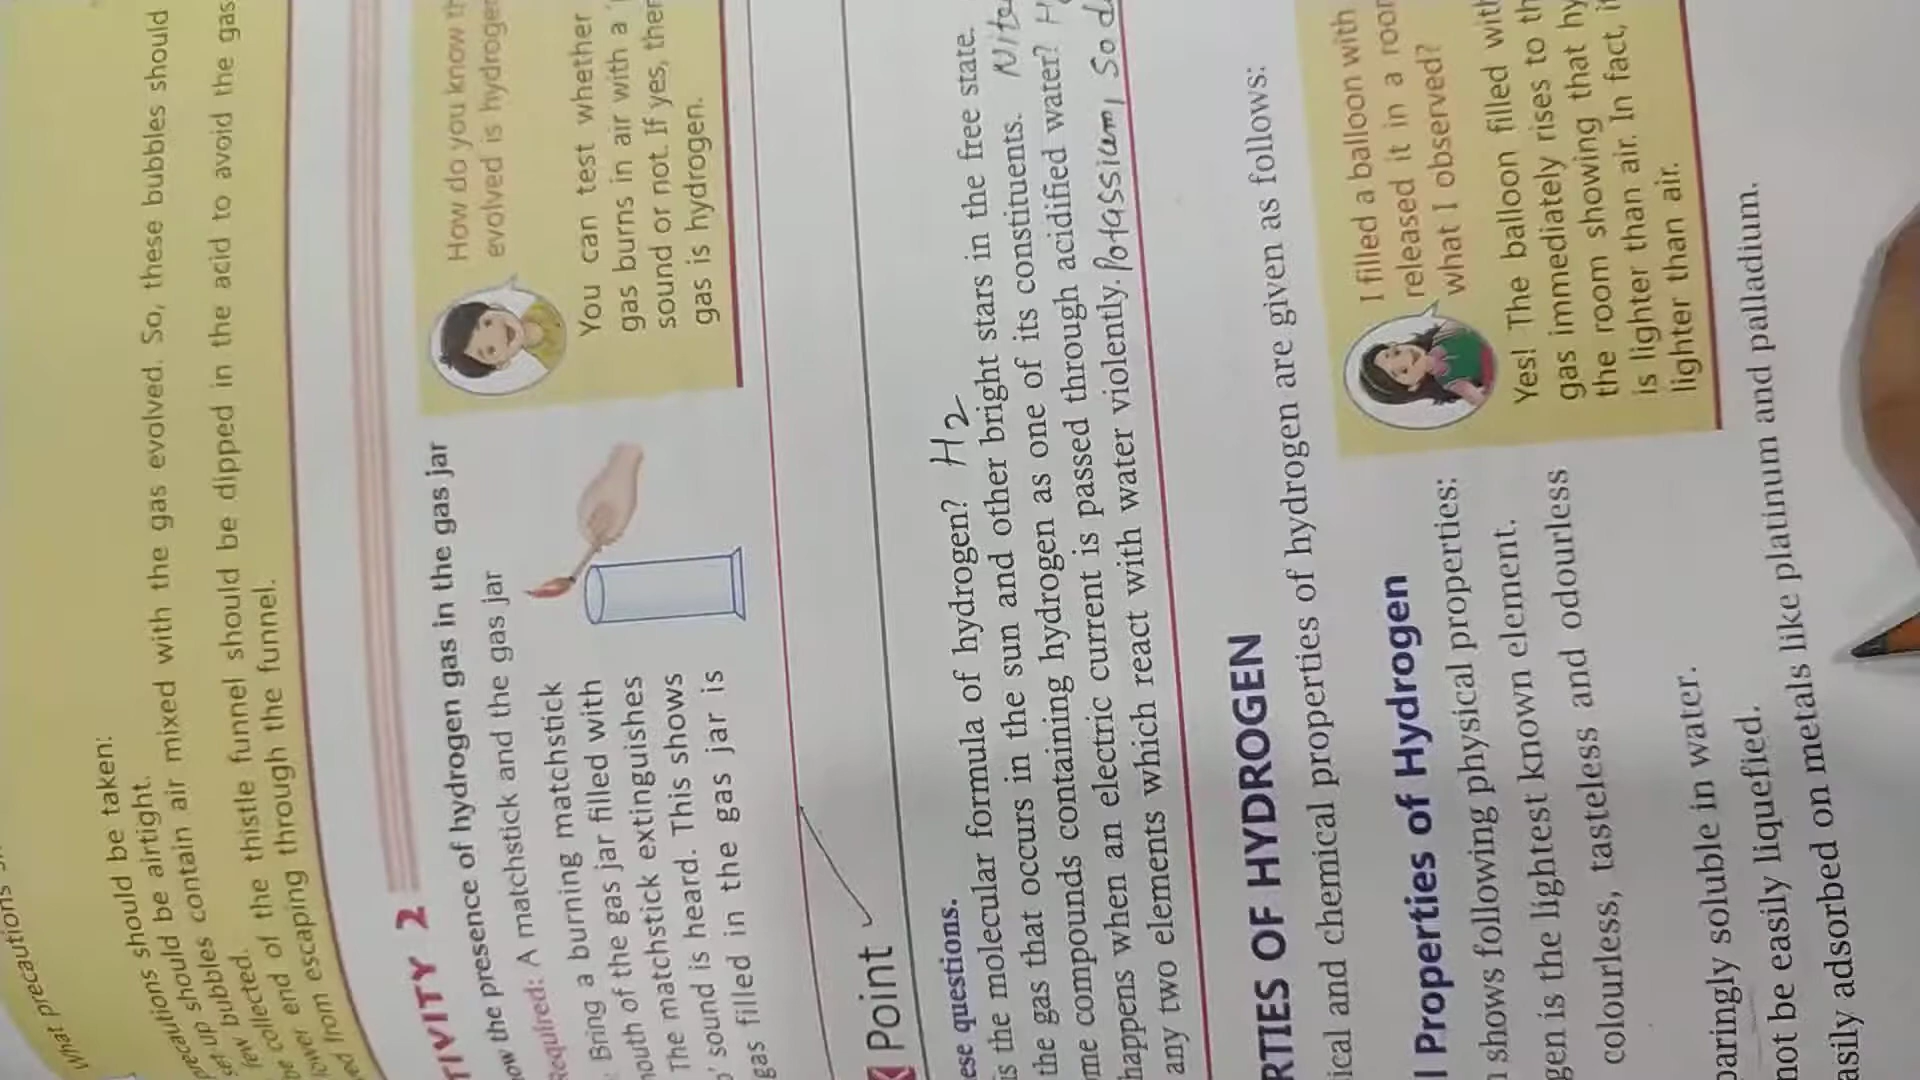 What precautions
should be taken:
precautions should be airtight.
set up should contain air mixed with the gas evolved. So, these bubbles should
few bubbles
collected.
end of the thistle funnel should be dipped in the acid to avoid the gas
from escaping through the funnel.
TIVITY 2
how the presence of hydrogen gas in the gas jar
Required: A matchstick and the gas jar
: Bring a burning matchstick
mouth of the gas jar filled with
The matchstick extinguishes
p' sound is heard. This shows
gas filled in the gas jar is
How do you know th
evolved is hydrogen
You can test whether
gas burns in air with a '
sound or not. If yes, then
gas is hydrogen.
K Point
ese questions.
is the molecular formula of hydrogen? H2
the gas that occurs in the sun and other bright stars in the free state.
me compounds containing hydrogen as one of its constituents. Nit
happens when an electric current is passed through acidified water? H
any two elements which react with water violently. Potassium, Sod
RTIES OF HYDROGEN
ical and chemical properties of hydrogen are given as follows:
l Properties of Hydrogen
n shows following physical properties:
gen is the lightest known element.
colourless, tasteless and odourless
paringly soluble in water.
not be easily liquefied.
asily adsorbed on metals like platinum and palladium.
I filled a balloon with
released it in a room
what I observed?
Yes! The balloon filled with
gas immediately rises to th
the room showing that hy
is lighter than air. In fact, i
lighter than air.